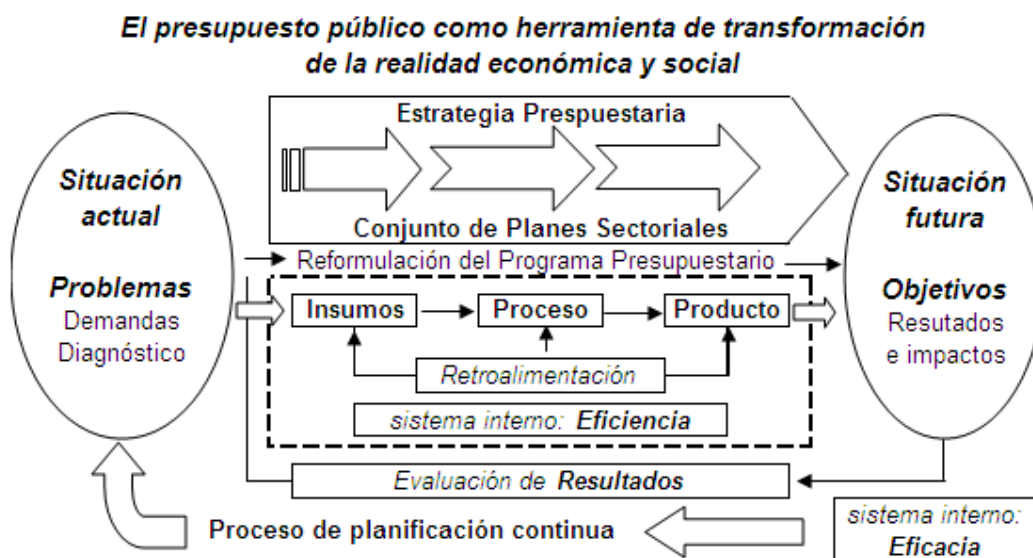 El presupuesto público como herramienta de transformación
de la realidad económica y social
Estrategia Prespuestaria
Conjunto de Planes Sectoriales
Situación
actual
Problemas
Demandas
Diagnóstico
Reformulación del Programa Presupuestario
Insumos
Proceso
Producto
Retroalimentación
sistema interno: Eficiencia
Situación
futura
Objetivos
Resutados
e impactos
Evaluación de Resultados
Proceso de planificación continua
sistema interno:
Eficacia